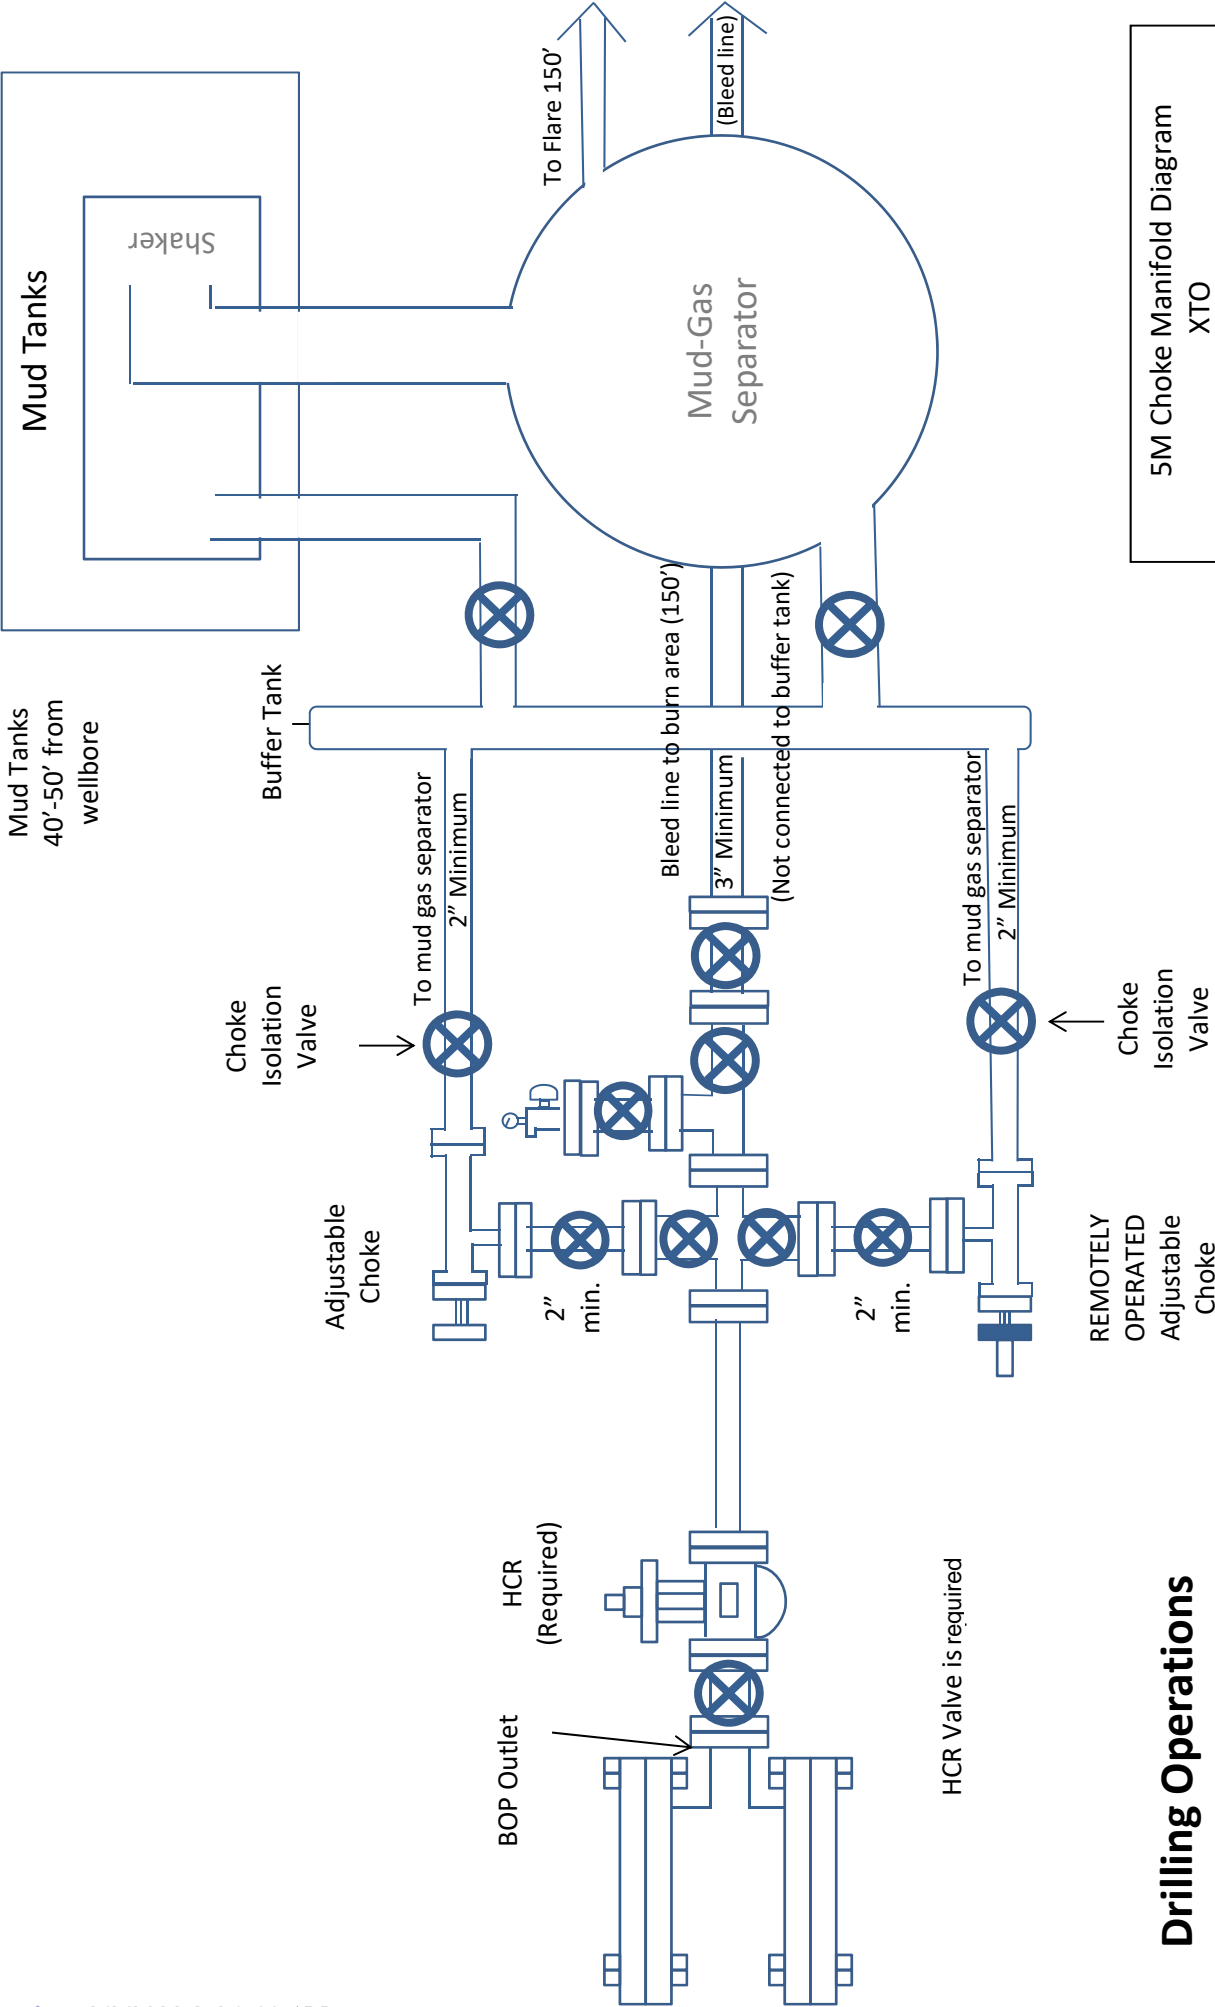 Mud Tanks
40’-50’ from
wellbore
Mud Tanks
Shaker
Buffer Tank
Choke
Isolation
Valve
Adjustable
Choke
To mud gas separator
2” Minimum
To Flare 150’
(Bleed line)
Mud-Gas
Separator
Bleed line to burn area (150’)
3” Minimum
(Not connected to buffer tank)
HCR
(Required)
BOP Outlet
2”
min.
2”
min.
To mud gas separator
2” Minimum
HCR Valve is required
REMOTELY
OPERATED
Adjustable
Choke
Choke
Isolation
Valve
Drilling Operations
5M Choke Manifold Diagram
XTO